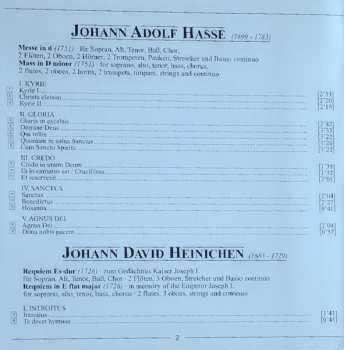 JOHANN ADOLF HASSE (1699 - 1783)
Messe in d (1751) · für Sopran, Alt, Tenor, Baß, Chor,
2 Flöten, 2 Oboen, 2 Hörner, 2 Trompeten, Pauken, Streicher und Basso continuo
Mass in D minor (1751) · for soprano, alto, tenor, bass, chorus,
2 flutes, 2 oboes, 2 horns, 2 trumpets, timpani, strings and continuo
I. KYRIE
Kyrie I
Christe eleison
Kyrie II
II. GLORIA
Gloria in excelsis
Domine Deus
Qui tollis
Quoniam tu solus Sanctus
Cum Sancto Spiritu
III. CREDO
Credo in unum Deum
Et incarnatus est / Crucifixus
Et resurrexit
IV. SANCTUS
Sanctus
Benedictus
Hosanna
V. AGNUS DEI
Agnus Dei
Dona nobis pacem
JOHANN DAVID HEINICHEN (1683 - 1729)
Requiem Es-dur (1726) · zum Gedächtnis Kaiser Joseph I.
für Sopran, Alt, Tenor, Baß, Chor · 2 Flöten, 3 Oboen, Streicher und Basso continuo
Requiem in E flat major (1726) · in memory of the Emperor Joseph I.
for soprano, alto, tenor, bass, chorus · 2 flutes, 3 oboes, strings and continuo
I. INTROITUS
Introitus
Te decet hymnus
2